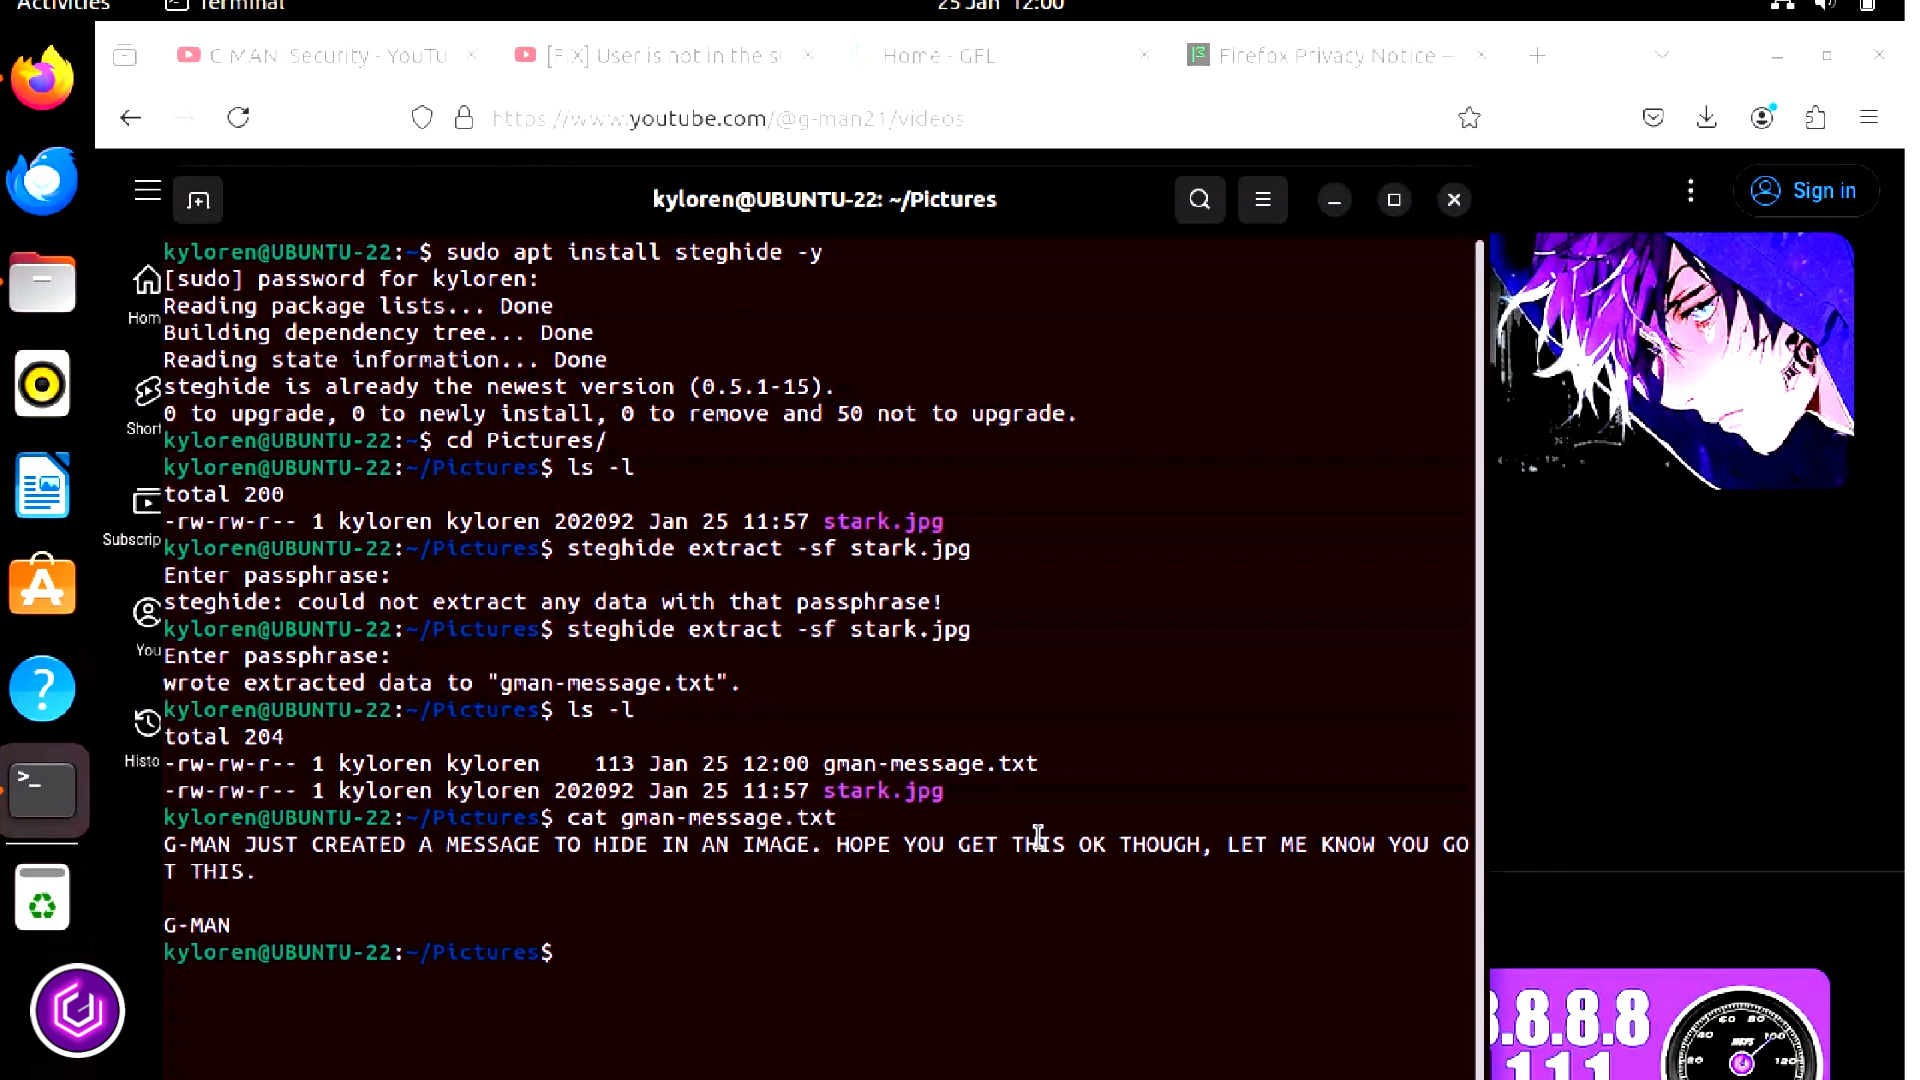 Activities Terminal 25 Jan 12:00
G MAN Security - YouTu [FIX] User is not in the su Home - GFL Firefox Privacy Notice —
https://www.youtube.com/@g-man21/videos
kyloren@UBUNTU-22: ~/Pictures
Sign in
kyloren@UBUNTU-22:~$ sudo apt install steghide -y
[sudo] password for kyloren:
Reading package lists... Done
Hom
Building dependency tree... Done
Reading state information... Done
steghide is already the newest version (0.5.1-15).
0 to upgrade, 0 to newly install, 0 to remove and 50 not to upgrade.
Short
kyloren@UBUNTU-22:~$ cd Pictures/
kyloren@UBUNTU-22:~/Pictures$ ls -l
total 200
-rw-rw-r-- 1 kyloren kyloren 202092 Jan 25 11:57 stark.jpg
Subscrip
kyloren@UBUNTU-22:~/Pictures$ steghide extract -sf stark.jpg
Enter passphrase:
steghide: could not extract any data with that passphrase!
kyloren@UBUNTU-22:~/Pictures$ steghide extract -sf stark.jpg
You
Enter passphrase:
wrote extracted data to "gman-message.txt".
kyloren@UBUNTU-22:~/Pictures$ ls -l
total 204
Histo
-rw-rw-r-- 1 kyloren kyloren    113 Jan 25 12:00 gman-message.txt
-rw-rw-r-- 1 kyloren kyloren 202092 Jan 25 11:57 stark.jpg
kyloren@UBUNTU-22:~/Pictures$ cat gman-message.txt
G-MAN JUST CREATED A MESSAGE TO HIDE IN AN IMAGE. HOPE YOU GET THIS OK THOUGH, LET ME KNOW YOU GO
T THIS.
G-MAN
kyloren@UBUNTU-22:~/Pictures$
8.8.8.8